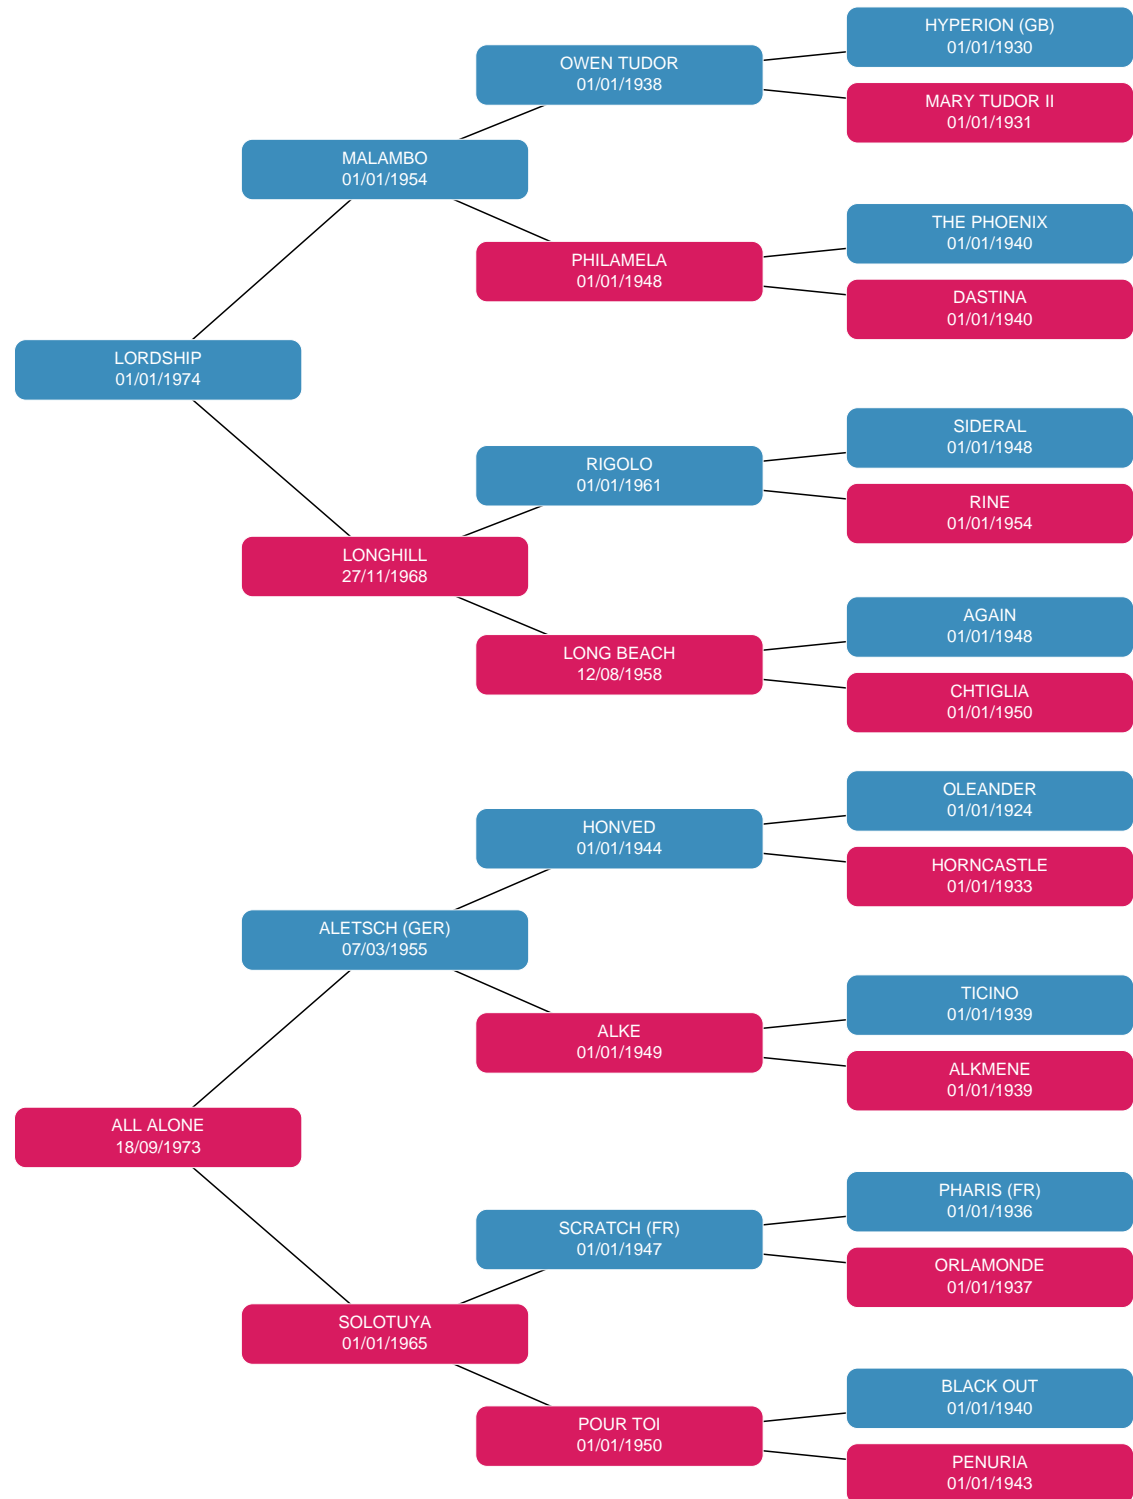 HYPERION (GB)
01/01/1930
OWEN TUDOR
01/01/1938
MARY TUDOR II
01/01/1931
MALAMBO
01/01/1954
THE PHOENIX
01/01/1940
PHILAMELA
01/01/1948
DASTINA
01/01/1940
LORDSHIP
01/01/1974
SIDERAL
01/01/1948
RIGOLO
01/01/1961
RINE
01/01/1954
LONGHILL
27/11/1968
AGAIN
01/01/1948
LONG BEACH
12/08/1958
CHTIGLIA
01/01/1950
OLEANDER
01/01/1924
HONVED
01/01/1944
HORNCASTLE
01/01/1933
ALETSCH (GER)
07/03/1955
TICINO
01/01/1939
ALKE
01/01/1949
ALKMENE
01/01/1939
ALL ALONE
18/09/1973
PHARIS (FR)
01/01/1936
SCRATCH (FR)
01/01/1947
ORLAMONDE
01/01/1937
SOLOTUYA
01/01/1965
BLACK OUT
01/01/1940
POUR TOI
01/01/1950
PENURIA
01/01/1943